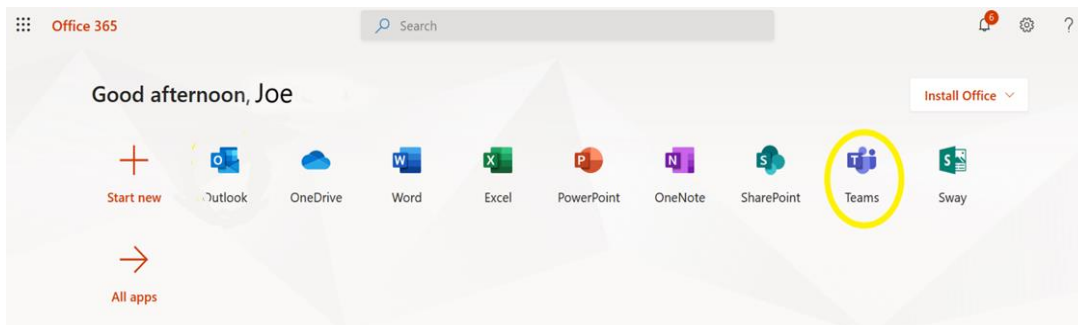 Office 365
Search
6
?
Good afternoon, Joe
Install Office
Start new
Outlook
OneDrive
Word
Excel
PowerPoint
OneNote
SharePoint
Teams
Sway
All apps